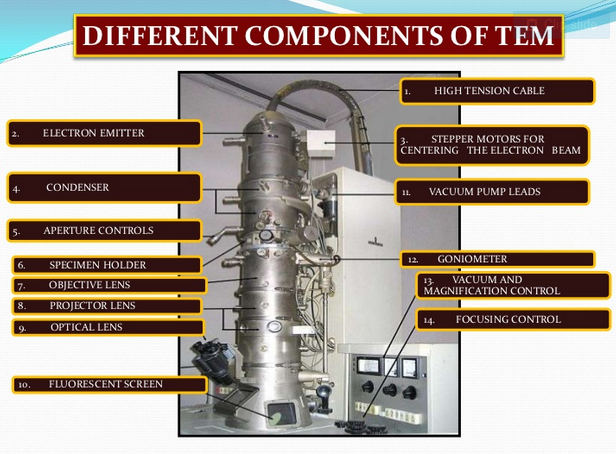 DIFFERENT COMPONENTS OF TEM
1. HIGH TENSION CABLE
2. ELECTRON EMITTER
3. STEPPER MOTORS FOR
CENTERING THE ELECTRON BEAM
4. CONDENSER
11. VACUUM PUMP LEADS
5. APERTURE CONTROLS
12. GONIOMETER
6. SPECIMEN HOLDER
7. OBJECTIVE LENS
13. VACUUM AND
MAGNIFICATION CONTROL
8. PROJECTOR LENS
14. FOCUSING CONTROL
9. OPTICAL LENS
10. FLUORESCENT SCREEN